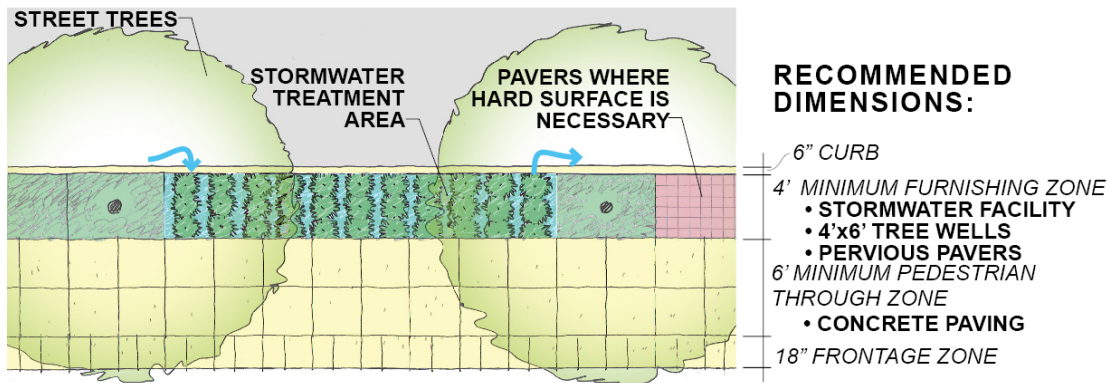 STREET TREES
STORMWATER
TREATMENT
AREA
PAVERS WHERE
HARD SURFACE IS
NECESSARY
RECOMMENDED
DIMENSIONS:
6” CURB
4’ MINIMUM FURNISHING ZONE
• STORMWATER FACILITY
• 4’x6’ TREE WELLS
• PERVIOUS PAVERS
6’ MINIMUM PEDESTRIAN
THROUGH ZONE
• CONCRETE PAVING
18” FRONTAGE ZONE